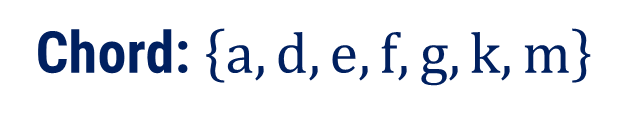 Chord: {a, d, e, f, g, k, m}